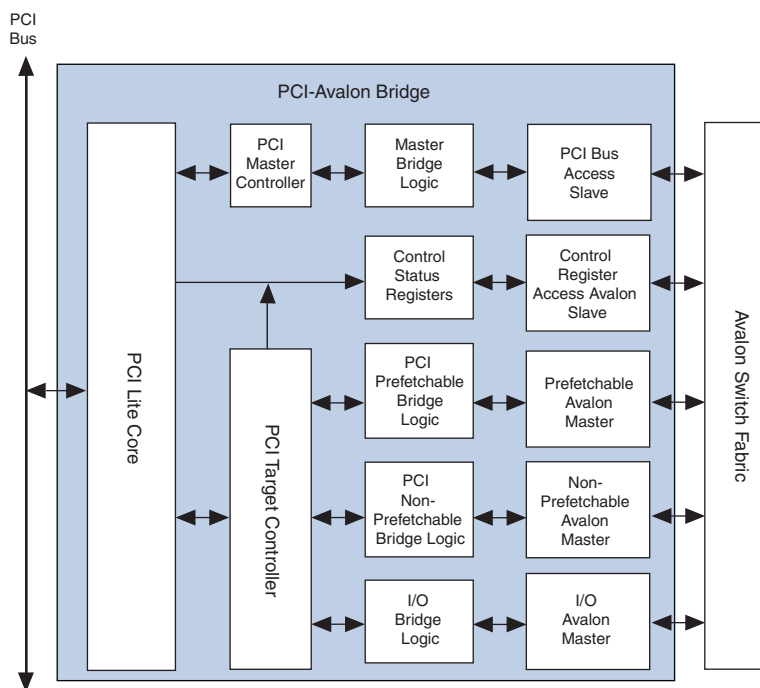 PCI
Bus
PCI-Avalon Bridge
PCI
Master
Controller
Master
Bridge
Logic
PCI Bus
Access
Slave
Control
Status
Registers
Control
Register
Access Avalon
Slave
PCI Lite Core
PCI Target Controller
PCI
Prefetchable
Bridge
Logic
Prefetchable
Avalon
Master
PCI
Non-
Prefetchable
Bridge Logic
Non-
Prefetchable
Avalon
Master
I/O
Bridge
Logic
I/O
Avalon
Master
Avalon Switch Fabric